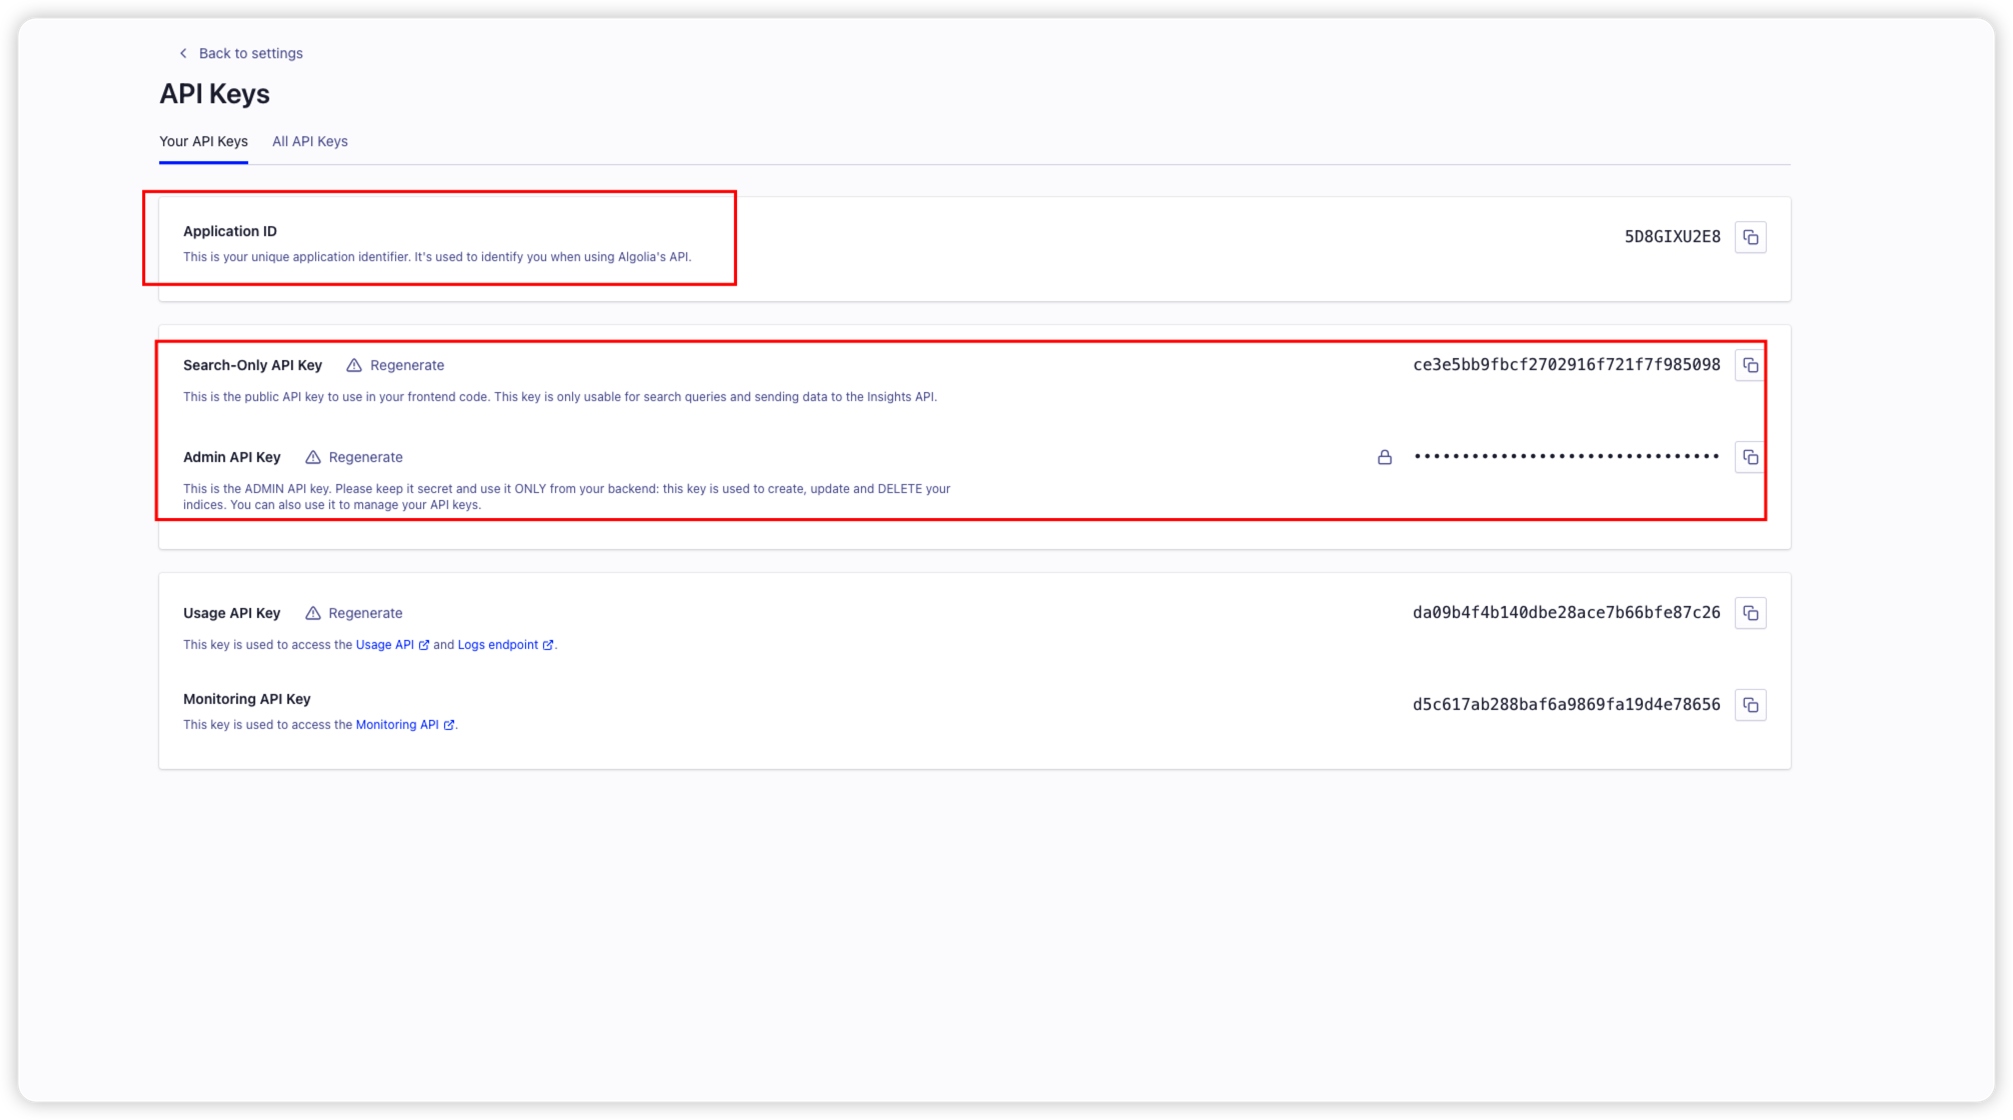 Back to settings
API Keys
Your API Keys All API Keys
Application ID
This is your unique application identifier. It's used to identify you when using Algolia's API.
5D8GIXU2E8
Search-Only API Key Regenerate
ce3e5bb9fbcf2702916f721f7f985098
This is the public API key to use in your frontend code. This key is only usable for search queries and sending data to the Insights API.
Admin API Key Regenerate
••••••••••••••••••••••••••••••••
This is the ADMIN API key. Please keep it secret and use it ONLY from your backend: this key is used to create, update and DELETE your
indices. You can also use it to manage your API keys.
Usage API Key Regenerate
da09b4f4b140dbe28ace7b66bfe87c26
This key is used to access the Usage API and Logs endpoint.
Monitoring API Key
d5c617ab288baf6a9869fa19d4e78656
This key is used to access the Monitoring API.